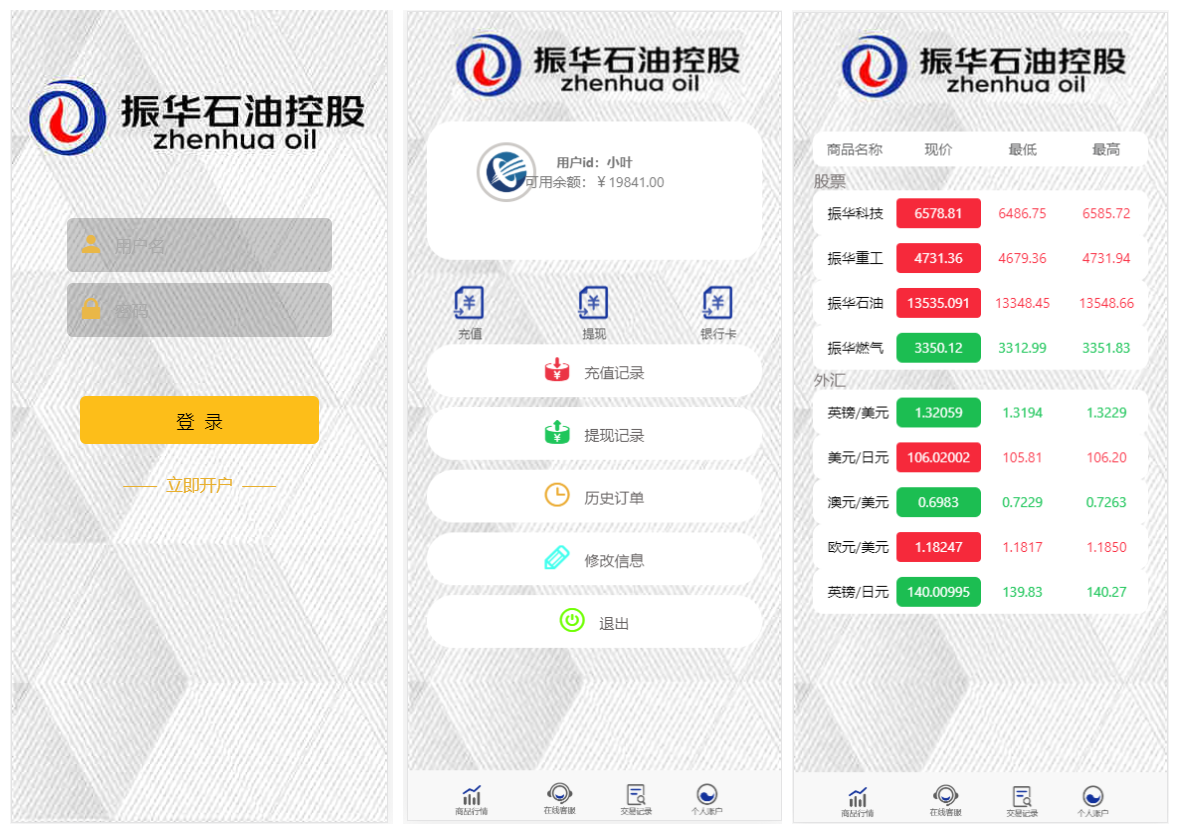 振华石油控股
zhenhua oil
用户名
密码
登 录
立即开户
振华石油控股
zhenhua oil
用户id：小叶
可用余额：￥19841.00
充值 提现 银行卡
充值记录
提现记录
历史订单
修改信息
退出
商品行情 在线客服 交易记录 个人账户
振华石油控股
zhenhua oil
商品名称 现价 最低 最高
股票
振华科技 6578.81 6486.75 6585.72
振华重工 4731.36 4679.36 4731.94
振华石油 13535.091 13348.45 13548.66
振华燃气 3350.12 3312.99 3351.83
外汇
英镑/美元 1.32059 1.3194 1.3229
美元/日元 106.02002 105.81 106.20
澳元/美元 0.6983 0.7229 0.7263
欧元/美元 1.18247 1.1817 1.1850
英镑/日元 140.00995 139.83 140.27
商品行情 在线客服 交易记录 个人账户